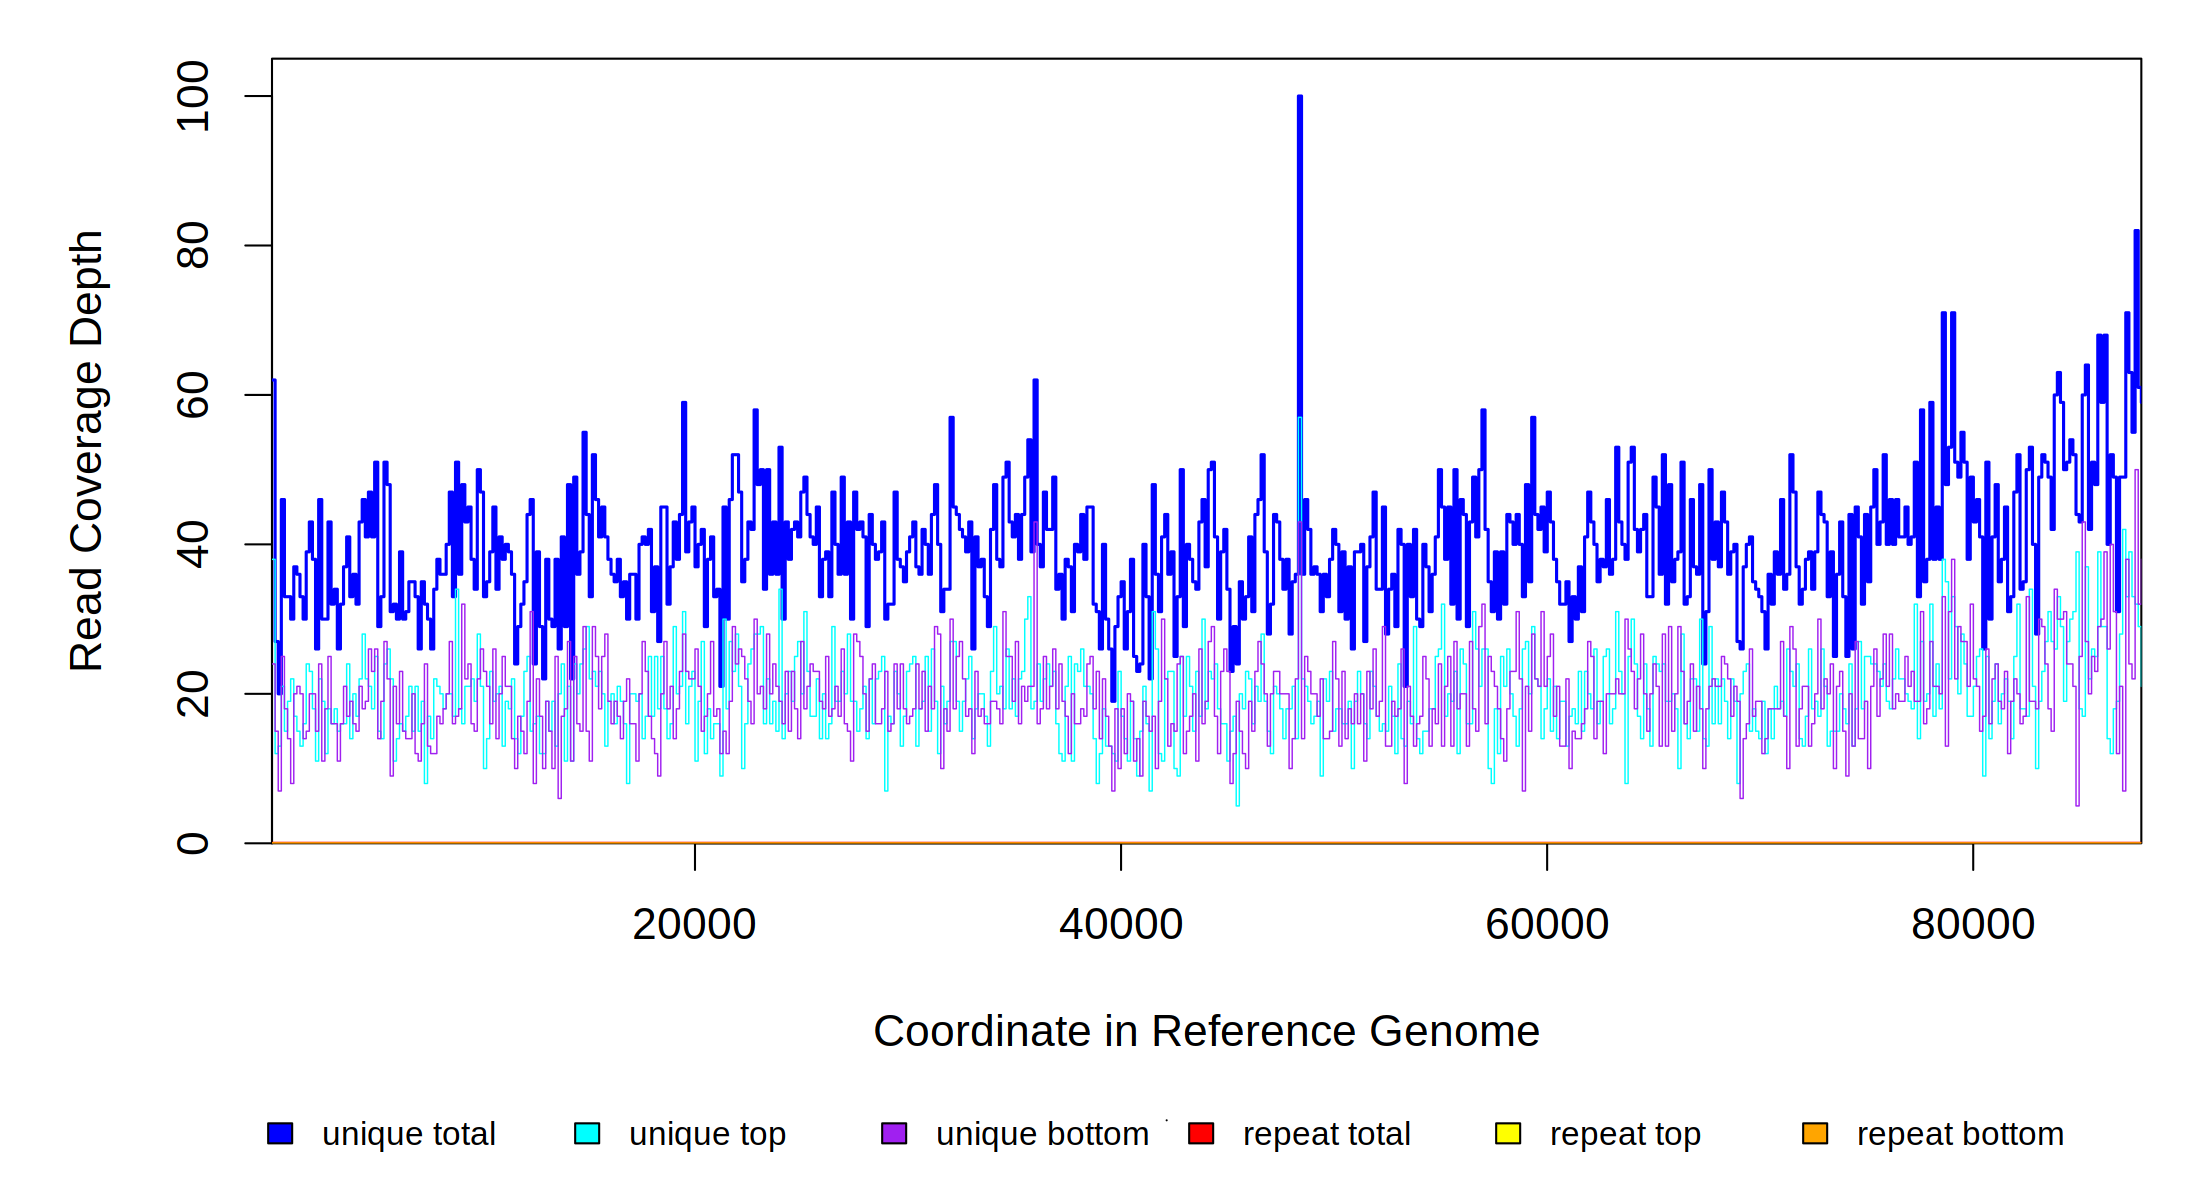 Read Coverage Depth
100
80
60
40
20
0
20000 40000 60000 80000
Coordinate in Reference Genome
unique total unique top unique bottom repeat total repeat top repeat bottom